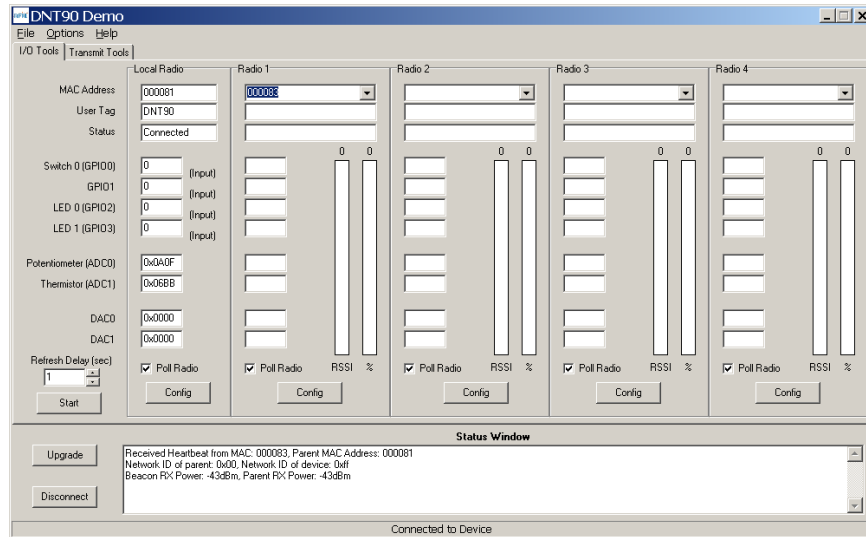 DNT90 Demo
File Options Help
I/O Tools Transmit Tools
Local Radio Radio 1 Radio 2 Radio 3 Radio 4
MAC Address 000081 000083
User Tag DNT90
Status Connected
0 0 0 0 0 0 0 0
Switch 0 (GPIO0) 0 (Input)
GPIO1 0 (Input)
LED 0 (GPIO2) 0 (Input)
LED 1 (GPIO3) 0 (Input)
Potentiometer (ADC0) 0x0A0F
Thermistor (ADC1) 0x06BB
DAC0 0x0000
DAC1 0x0000
Refresh Delay (sec)
1 Poll Radio Poll Radio RSSI % Poll Radio RSSI % Poll Radio RSSI % Poll Radio RSSI %
Start Config Config Config Config Config
Status Window
Upgrade
Received Heartbeat from MAC: 000083, Parent MAC Address: 000081
Network ID of parent: 0x00, Network ID of device: 0xff
Beacon RX Power: -43dBm, Parent RX Power: -43dBm
Disconnect
Connected to Device